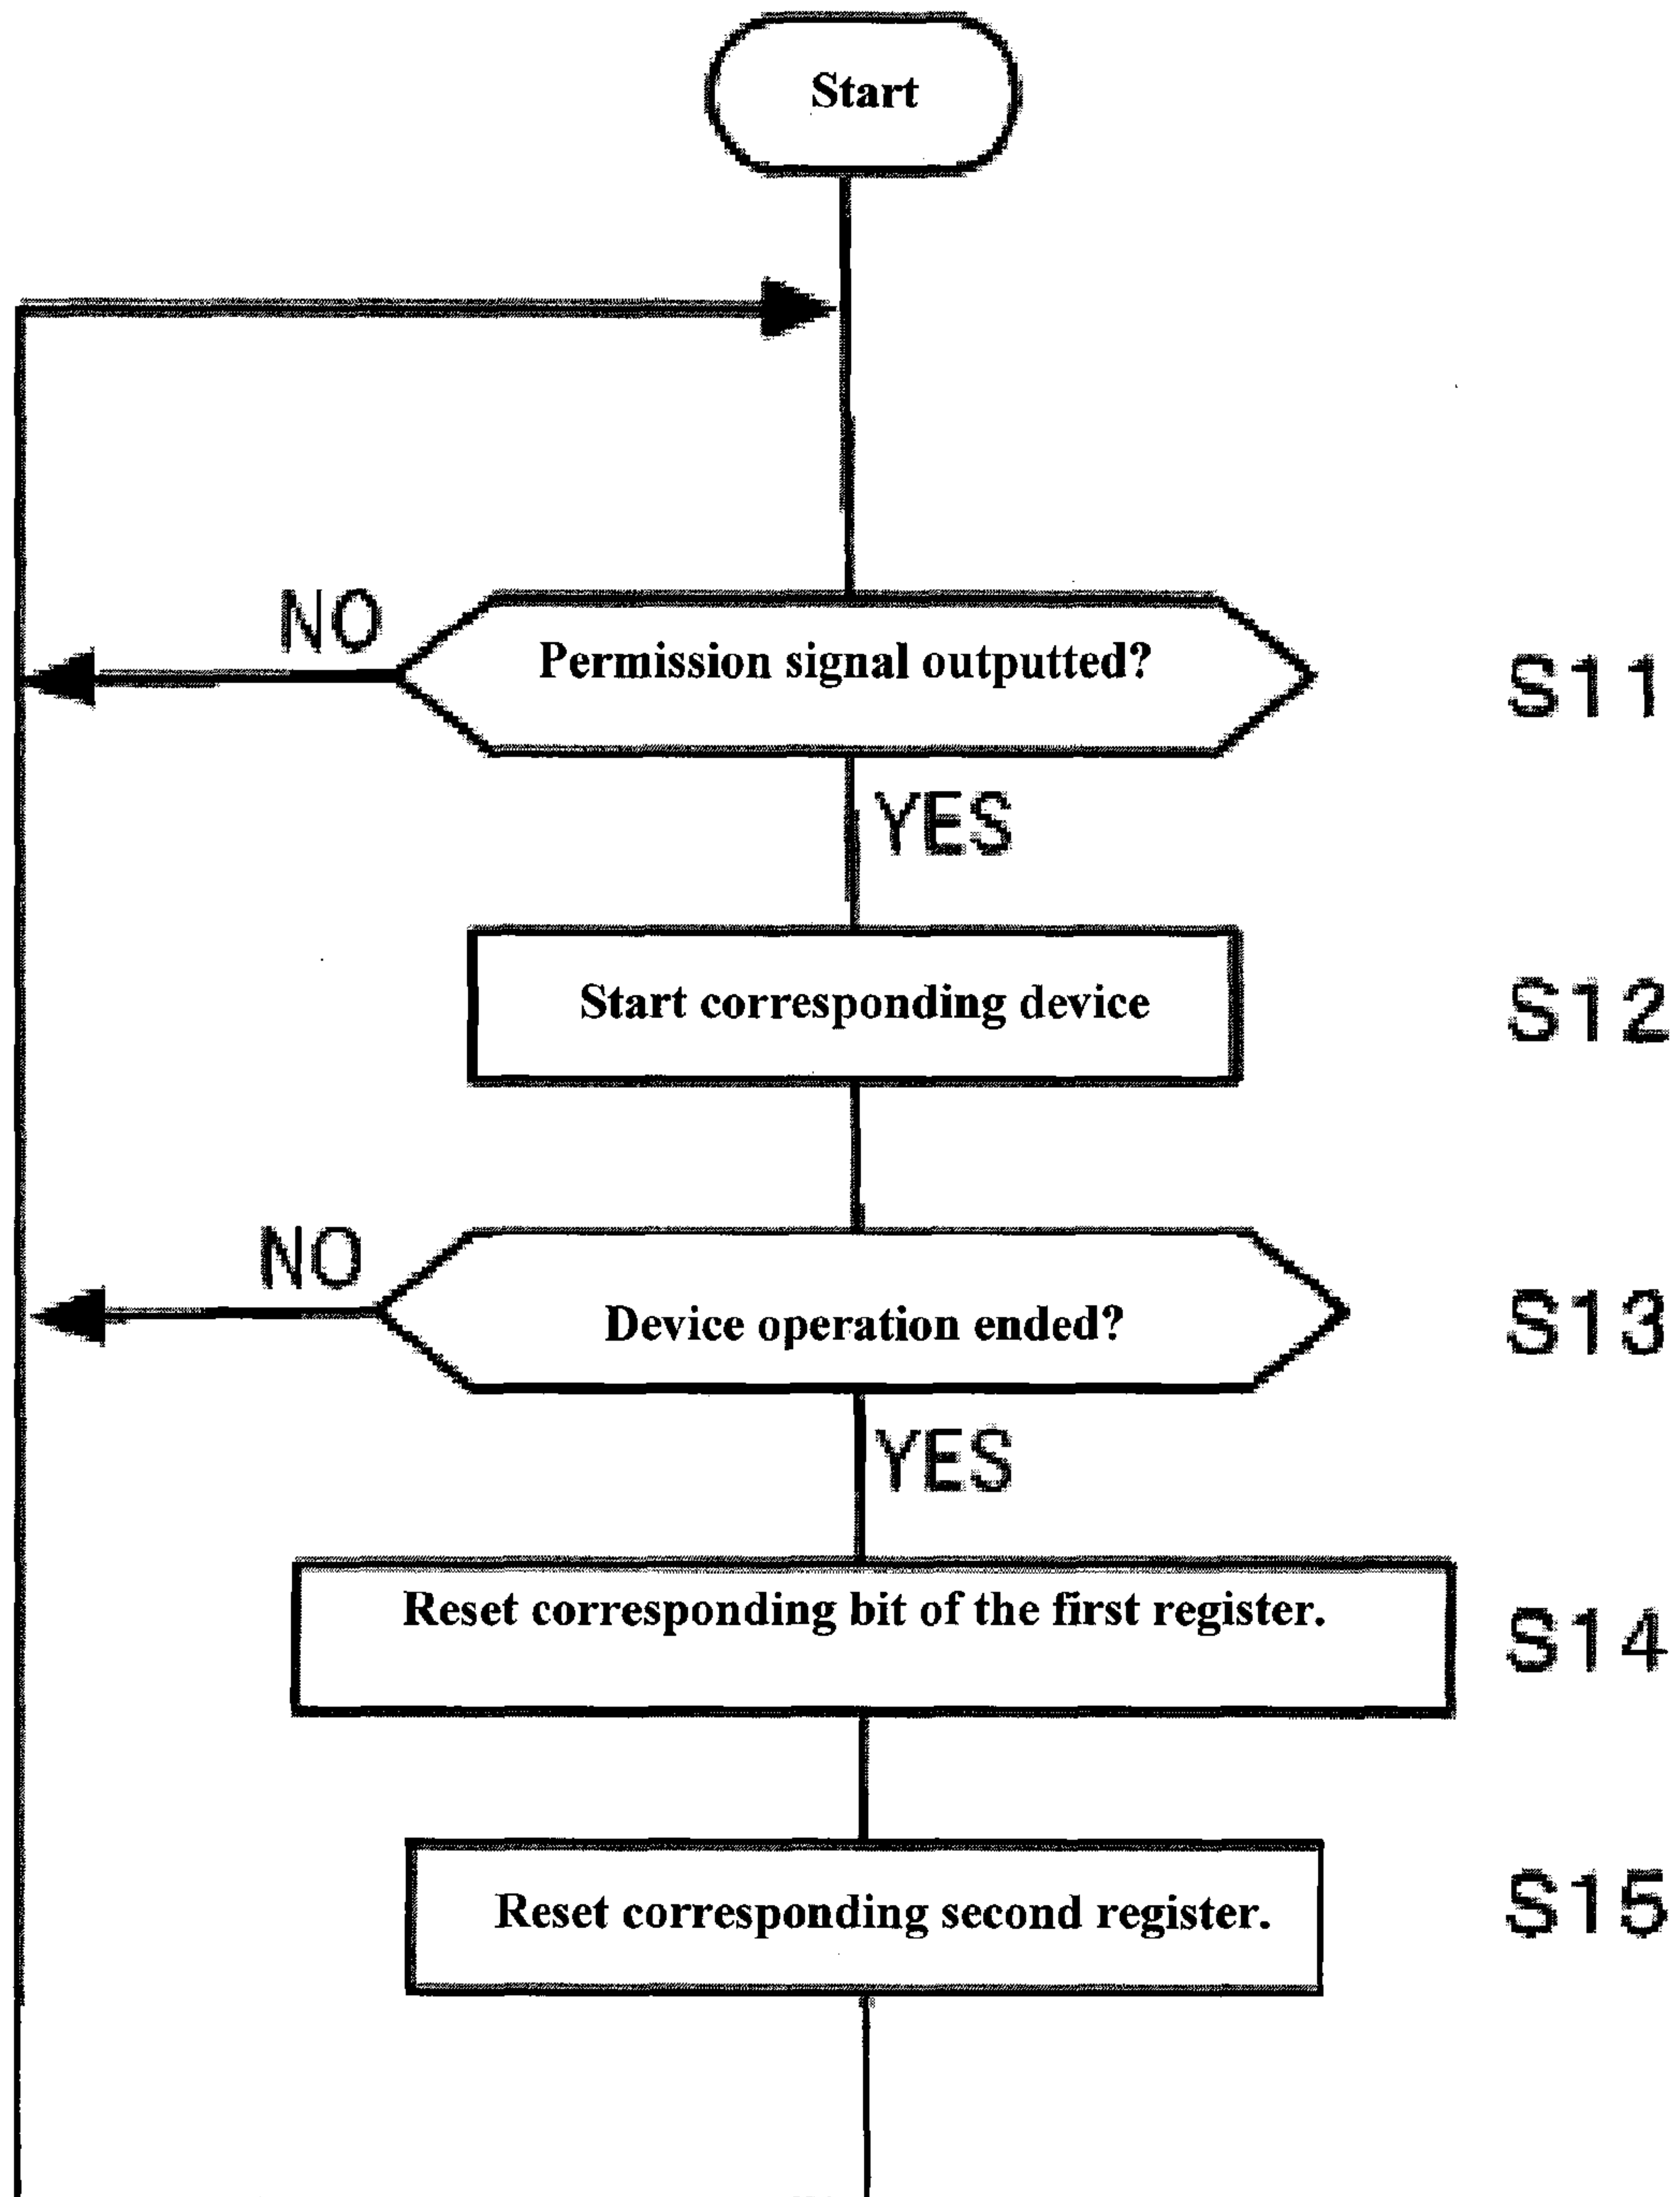 Start
NO
Permission signal outputted?
S11
YES
Start corresponding device
S12
NO
Device operation ended?
S13
YES
Reset corresponding bit of the first register.
S14
Reset corresponding second register.
S15